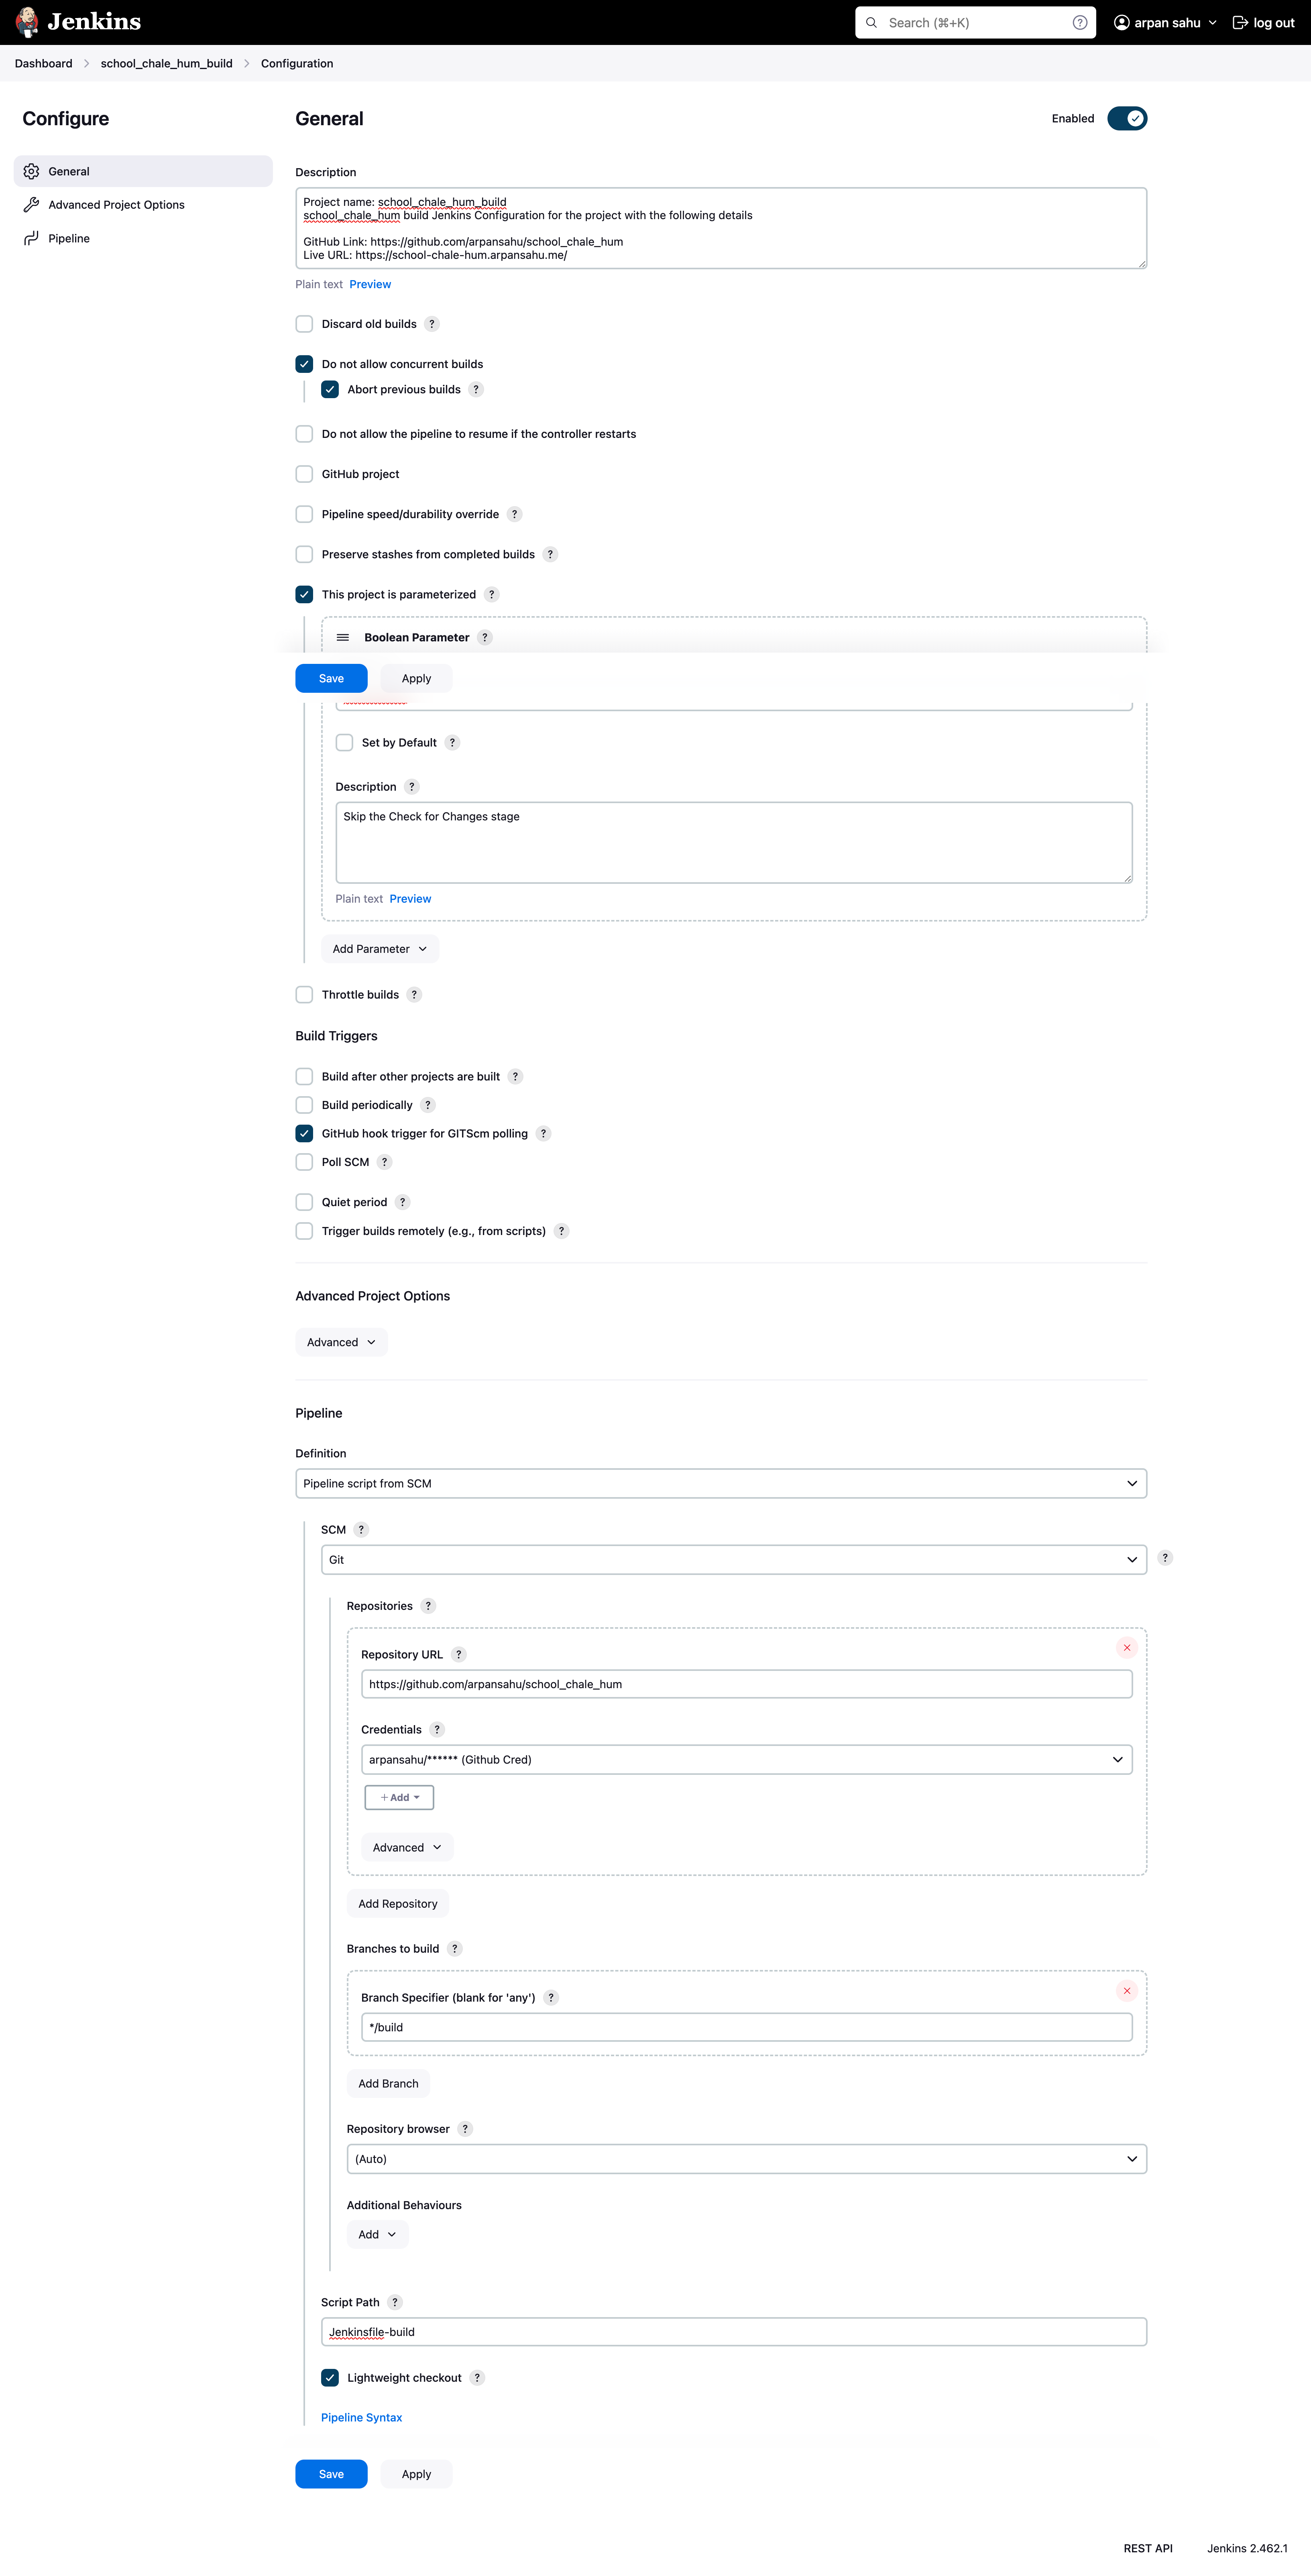 Jenkins
Search (⌘+K)
?
arpan sahu
log out
Dashboard > school_chale_hum_build > Configuration
Configure
General
Advanced Project Options
Pipeline
General
Enabled
Description
Project name: school_chale_hum_build
school_chale_hum build Jenkins Configuration for the project with the following details
GitHub Link: https://github.com/arpansahu/school_chale_hum
Live URL: https://school-chale-hum.arpansahu.me/
Plain text Preview
Discard old builds ?
Do not allow concurrent builds
Abort previous builds ?
Do not allow the pipeline to resume if the controller restarts
GitHub project
Pipeline speed/durability override ?
Preserve stashes from completed builds ?
This project is parameterized ?
Boolean Parameter ?
Save Apply
Set by Default ?
Description ?
Skip the Check for Changes stage
Plain text Preview
Add Parameter
Throttle builds ?
Build Triggers
Build after other projects are built ?
Build periodically ?
GitHub hook trigger for GITScm polling ?
Poll SCM ?
Quiet period ?
Trigger builds remotely (e.g., from scripts) ?
Advanced Project Options
Advanced
Pipeline
Definition
Pipeline script from SCM
SCM ?
Git
?
Repositories ?
Repository URL ?
https://github.com/arpansahu/school_chale_hum
Credentials ?
arpansahu/****** (Github Cred)
+ Add
Advanced
Add Repository
Branches to build ?
Branch Specifier (blank for 'any') ?
*/build
Add Branch
Repository browser ?
(Auto)
Additional Behaviours
Add
Script Path ?
Jenkinsfile-build
Lightweight checkout ?
Pipeline Syntax
Save Apply
REST API Jenkins 2.462.1